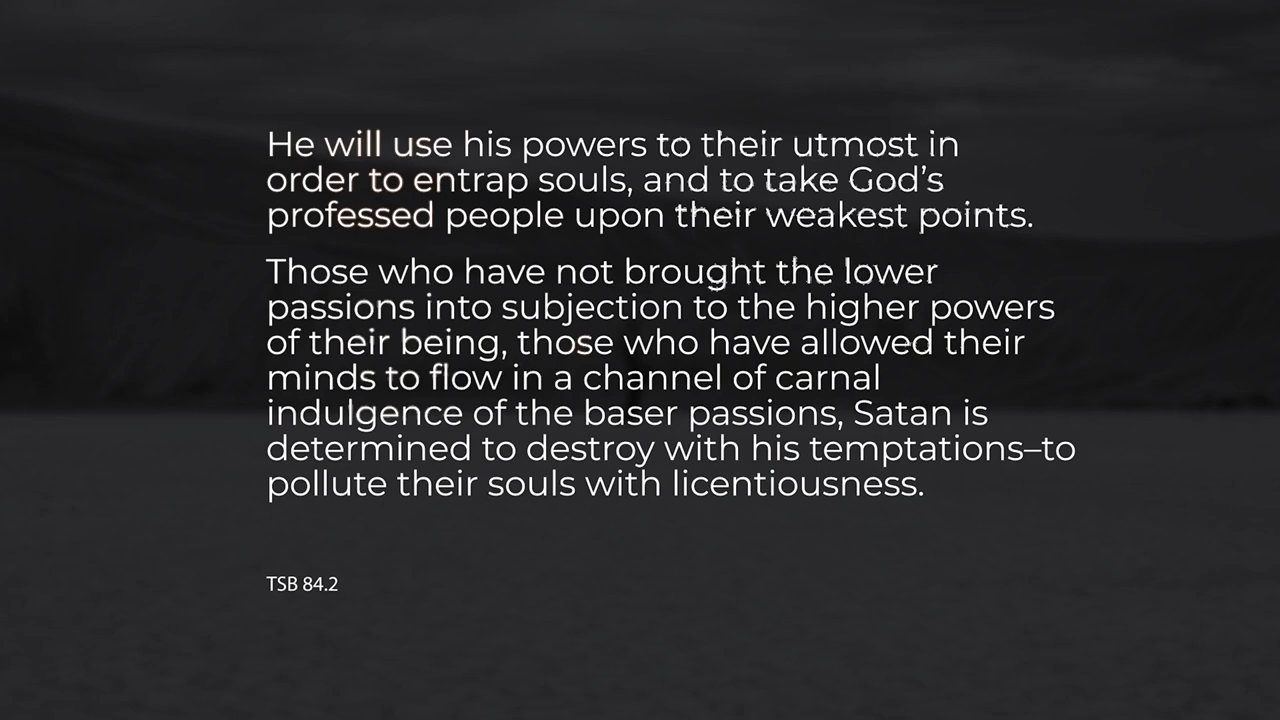 He will use his powers to their utmost in
order to entrap souls, and to take God’s
professed people upon their weakest points.
Those who have not brought the lower
passions into subjection to the higher powers
of their being, those who have allowed their
minds to flow in a channel of carnal
indulgence of the baser passions, Satan is
determined to destroy with his temptations–to
pollute their souls with licentiousness.
TSB 84.2